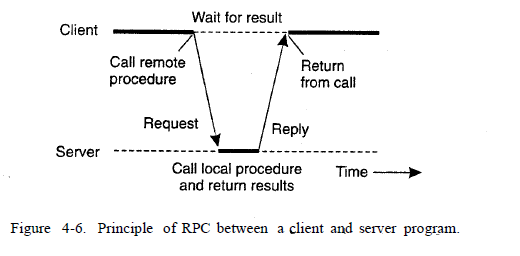 Wait for result
Client
Call remote
procedure
Return
from call
Request
Reply
Server
Call local procedure
and return results
Time
Figure 4-6. Principle of RPC between a client and server program.